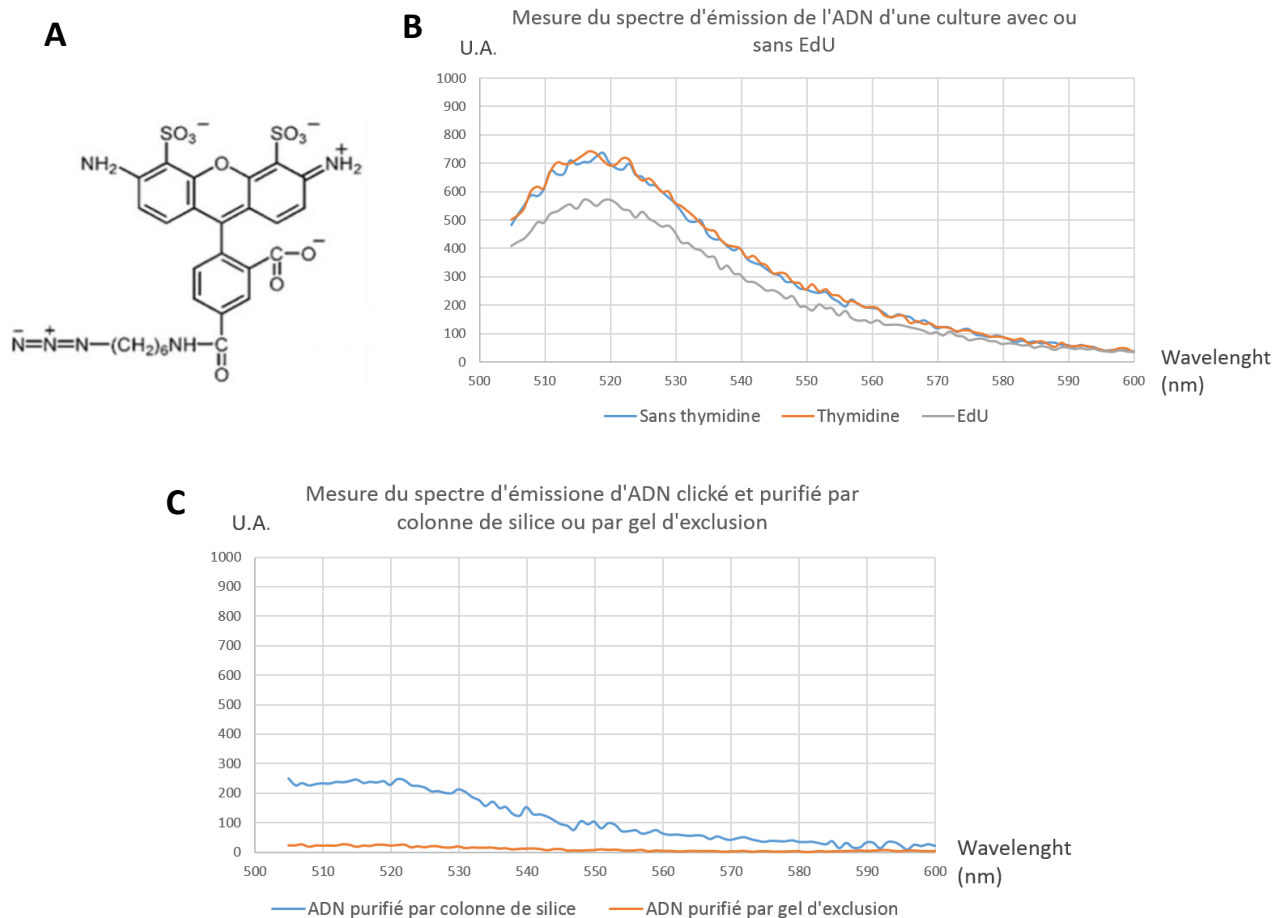 A
SO₃⁻
SO₃⁻
NH₂
O
NH₂⁺
C—O⁻
O
N⁻=N⁺=N—(CH₂)₆NH—C
O
B
Mesure du spectre d'émission de l'ADN d'une culture avec ou
sans EdU
U.A.
1000
900
800
700
600
500
400
300
200
100
0
500 510 520 530 540 550 560 570 580 590 600
Wavelenght
(nm)
Sans thymidine Thymidine EdU
C
Mesure du spectre d'émissione d'ADN clické et purifié par
colonne de silice ou par gel d'exclusion
U.A.
1000
900
800
700
600
500
400
300
200
100
0
500 510 520 530 540 550 560 570 580 590 600
Wavelenght
(nm)
ADN purifié par colonne de silice ADN purifié par gel d'exclusion